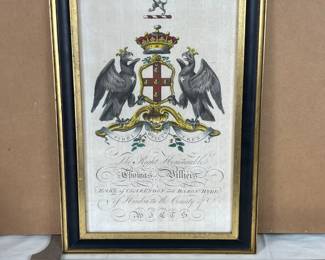 The Right Honourable
Thomas Villiers
EARL of CLARENDON and BARON HYDE
of Hindon in the County of
WILTS